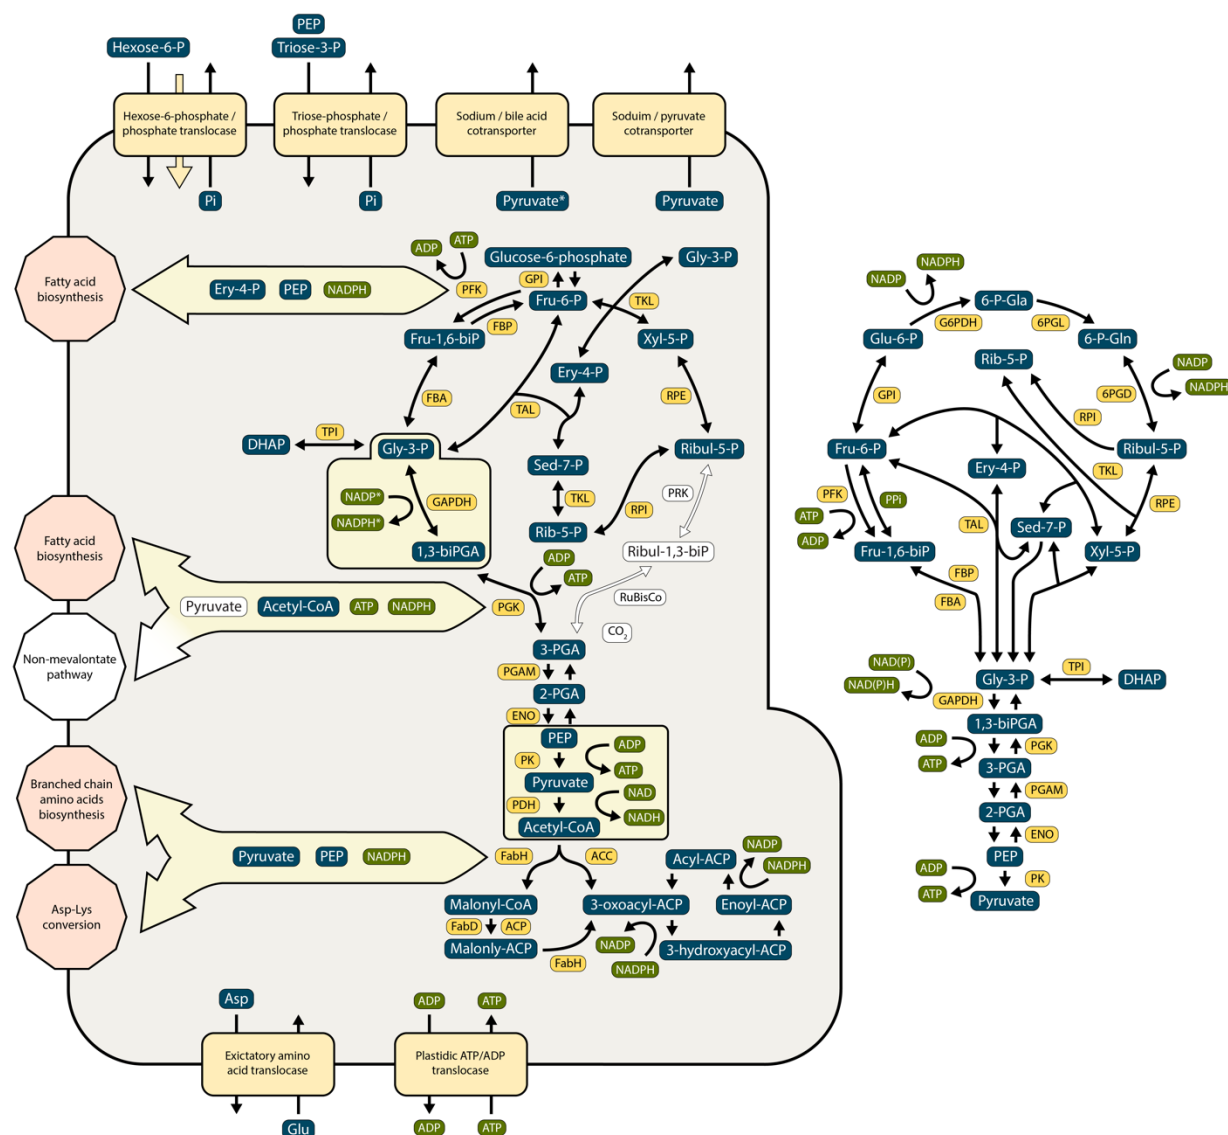 PEP
Hexose-6-P
Triose-3-P
Hexose-6-phosphate /
phosphate translocase
Triose-phosphate /
phosphate translocase
Sodium / bile acid
cotransporter
Soduim / pyruvate
cotransporter
Pi
Pi
Pyruvate*
Pyruvate
Fatty acid
biosynthesis
Ery-4-P
PEP
NADPH
ADP
ATP
PFK
Glucose-6-phosphate
GPI
Fru-6-P
Gly-3-P
TKL
FBP
Fru-1,6-biP
Xyl-5-P
Ery-4-P
FBA
TAL
RPE
DHAP
TPI
Gly-3-P
Sed-7-P
Ribul-5-P
NADP*
NADPH*
GAPDH
1,3-biPGA
TKL
RPI
PRK
Rib-5-P
Ribul-1,3-biP
ADP
ATP
RuBisCo
CO2
PGK
Fatty acid
biosynthesis
Pyruvate
Acetyl-CoA
ATP
NADPH
Non-mevalontate
pathway
3-PGA
PGAM
2-PGA
ENO
PEP
PK
ADP
ATP
Pyruvate
PDH
NAD
NADH
Acetyl-CoA
Branched chain
amino acids
biosynthesis
Pyruvate
PEP
NADPH
Asp-Lys
conversion
FabH
ACC
Acyl-ACP
NADP
NADPH
Malonyl-CoA
3-oxoacyl-ACP
Enoyl-ACP
FabD
ACP
Malonly-ACP
FabH
NADP
NADPH
3-hydroxyacyl-ACP
Asp
ADP
ATP
Exictatory amino
acid translocase
Plastidic ATP/ADP
translocase
Glu
ADP
ATP
NADPH
NADP
6-P-Gla
G6PDH
6PGL
Glu-6-P
6-P-Gln
Rib-5-P
NADP
NADPH
GPI
6PGD
RPI
Fru-6-P
Ribul-5-P
Ery-4-P
TKL
PFK
PPi
RPE
ATP
ADP
TAL
Sed-7-P
Fru-1,6-biP
Xyl-5-P
FBP
FBA
NAD(P)
NAD(P)H
Gly-3-P
TPI
DHAP
GAPDH
1,3-biPGA
ADP
ATP
PGK
3-PGA
PGAM
2-PGA
ENO
PEP
ADP
ATP
PK
Pyruvate